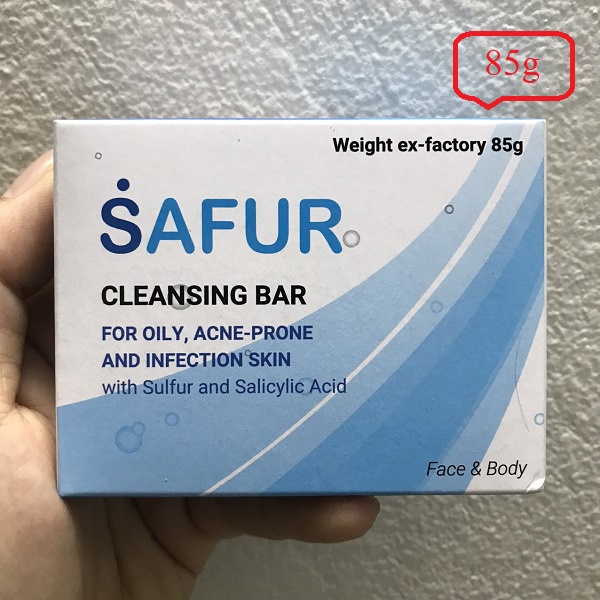 85g
Weight ex-factory 85g
SAFUR
CLEANSING BAR
FOR OILY, ACNE-PRONE
AND INFECTION SKIN
with Sulfur and Salicylic Acid
Face & Body